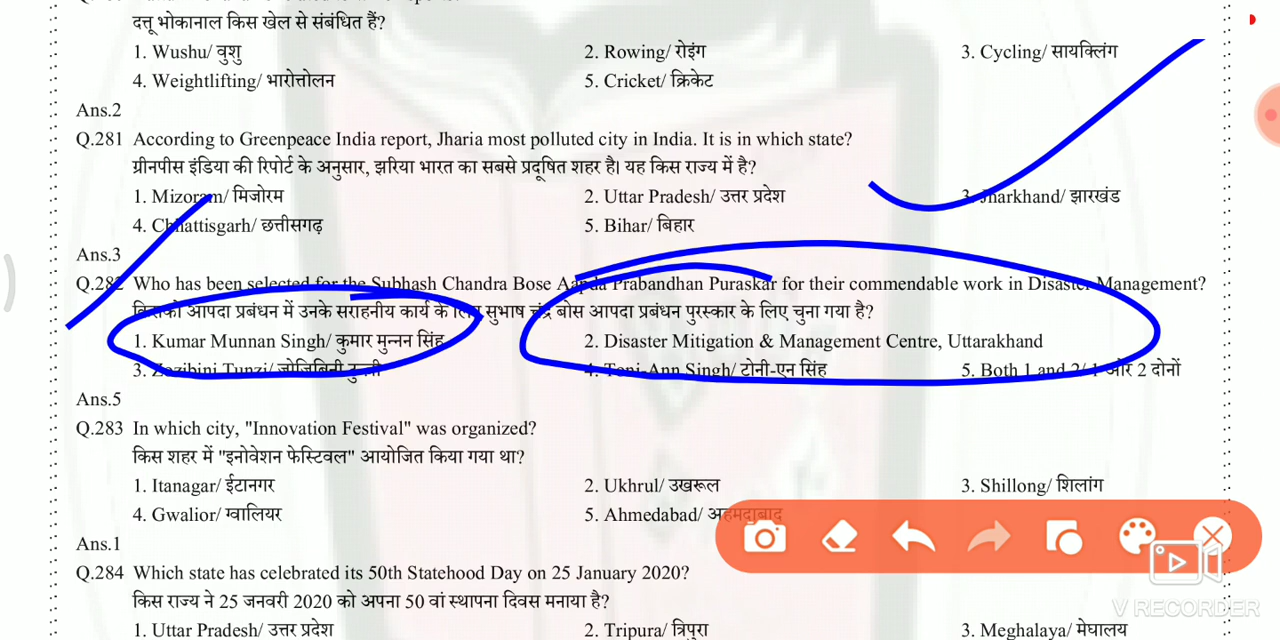 दत्तू भोकानाल किस खेल से संबंधित हैं?
1. Wushu/ वुशु 2. Rowing/ रोइंग 3. Cycling/ सायक्लिंग
4. Weightlifting/ भारोत्तोलन 5. Cricket/ क्रिकेट
Ans.2
Q.281 According to Greenpeace India report, Jharia most polluted city in India. It is in which state?
ग्रीनपीस इंडिया की रिपोर्ट के अनुसार, झरिया भारत का सबसे प्रदूषित शहर है। यह किस राज्य में है?
1. Mizoram/ मिजोरम 2. Uttar Pradesh/ उत्तर प्रदेश 3. Jharkhand/ झारखंड
4. Chhattisgarh/ छत्तीसगढ़ 5. Bihar/ बिहार
Ans.3
Q.282 Who has been selected for the Subhash Chandra Bose Aapda Prabandhan Puraskar for their commendable work in Disaster Management?
किसको आपदा प्रबंधन में उनके सराहनीय कार्य के लिए सुभाष चंद्र बोस आपदा प्रबंधन पुरस्कार के लिए चुना गया है?
1. Kumar Munnan Singh/ कुमार मुन्नन सिंह 2. Disaster Mitigation & Management Centre, Uttarakhand
3. Zozibini Tunzi/ जोजिबिनी टुन्जी 4. Toni-Ann Singh/ टोनी-एन सिंह 5. Both 1 and 2/ 1 और 2 दोनों
Ans.5
Q.283 In which city, "Innovation Festival" was organized?
किस शहर में "इनोवेशन फेस्टिवल" आयोजित किया गया था?
1. Itanagar/ ईटानगर 2. Ukhrul/ उखरूल 3. Shillong/ शिलांग
4. Gwalior/ ग्वालियर 5. Ahmedabad/ अहमदाबाद
Ans.1
Q.284 Which state has celebrated its 50th Statehood Day on 25 January 2020?
किस राज्य ने 25 जनवरी 2020 को अपना 50 वां स्थापना दिवस मनाया है?
1. Uttar Pradesh/ उत्तर प्रदेश 2. Tripura/ त्रिपुरा 3. Meghalaya/ मेघालय
V RECORDER